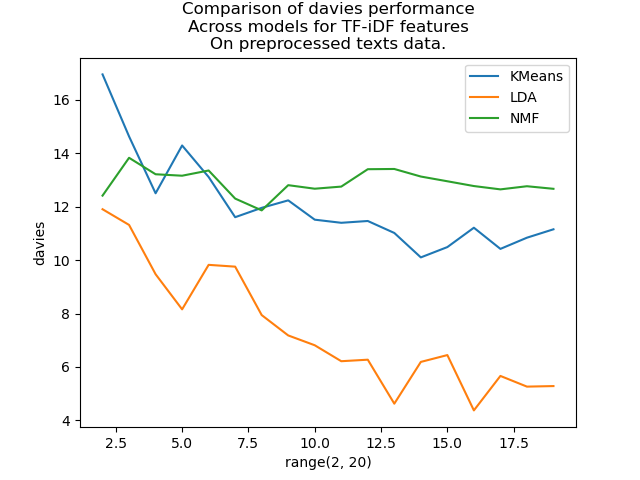 Comparison of davies performance
Across models for TF-iDF features
On preprocessed texts data.
KMeans
LDA
NMF
davies
16
14
12
10
8
6
4
2.5 5.0 7.5 10.0 12.5 15.0 17.5
range(2, 20)